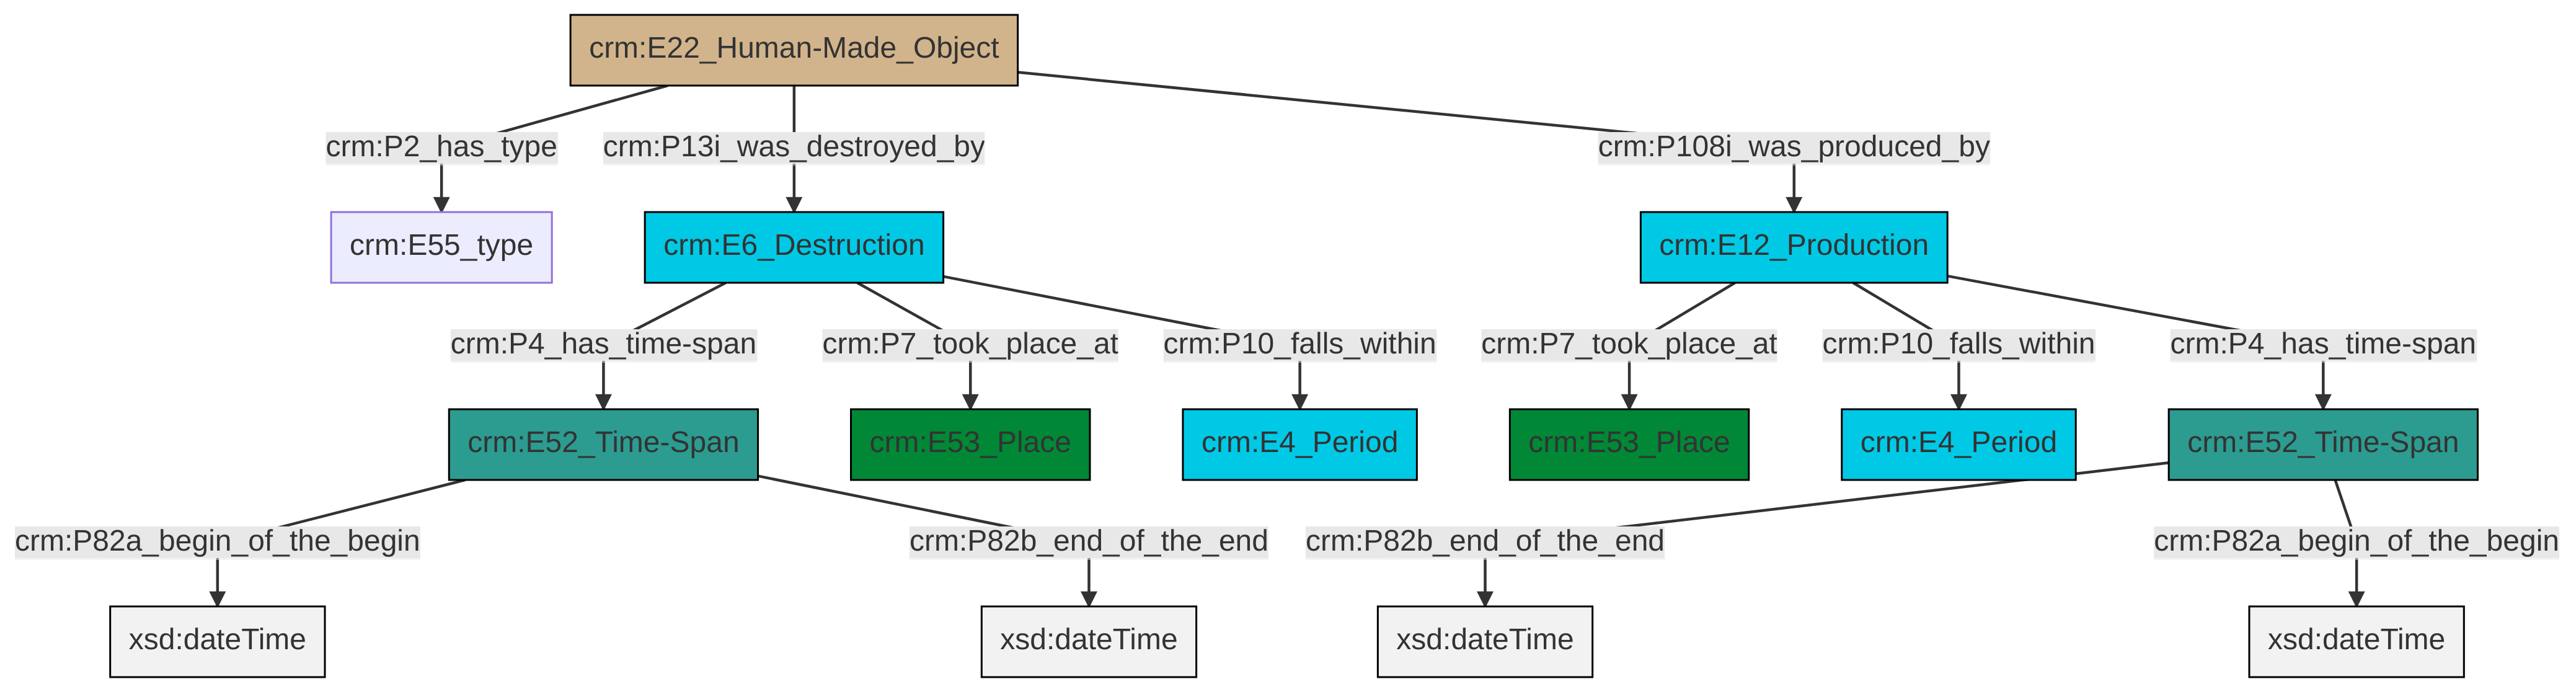 crm:E22_Human-Made_Object
crm:P2_has_type
crm:P13i_was_destroyed_by
crm:P108i_was_produced_by
crm:E55_type
crm:E6_Destruction
crm:E12_Production
crm:P4_has_time-span
crm:P7_took_place_at
crm:P10_falls_within
crm:P7_took_place_at
crm:P10_falls_within
crm:P4_has_time-span
crm:E52_Time-Span
crm:E53_Place
crm:E4_Period
crm:E53_Place
crm:E4_Period
crm:E52_Time-Span
crm:P82a_begin_of_the_begin
crm:P82b_end_of_the_end
crm:P82b_end_of_the_end
crm:P82a_begin_of_the_begin
xsd:dateTime
xsd:dateTime
xsd:dateTime
xsd:dateTime